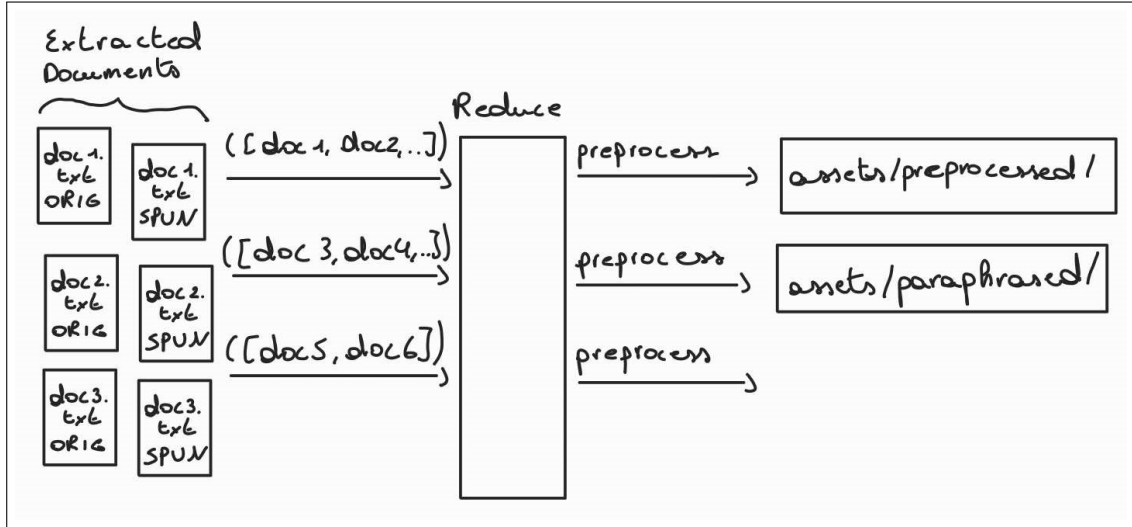 Extracted
Documents
doc1.
txt
ORIG
doc1.
txt
SPUN
doc2.
txt
ORIG
doc2.
txt
SPUN
doc3.
txt
ORIG
doc3.
txt
SPUN
([doc1, doc2,..])
([doc3, doc4,..])
([doc5, doc6])
Reduce
preprocess
preprocess
preprocess
assets/preprocessed/
assets/paraphrased/